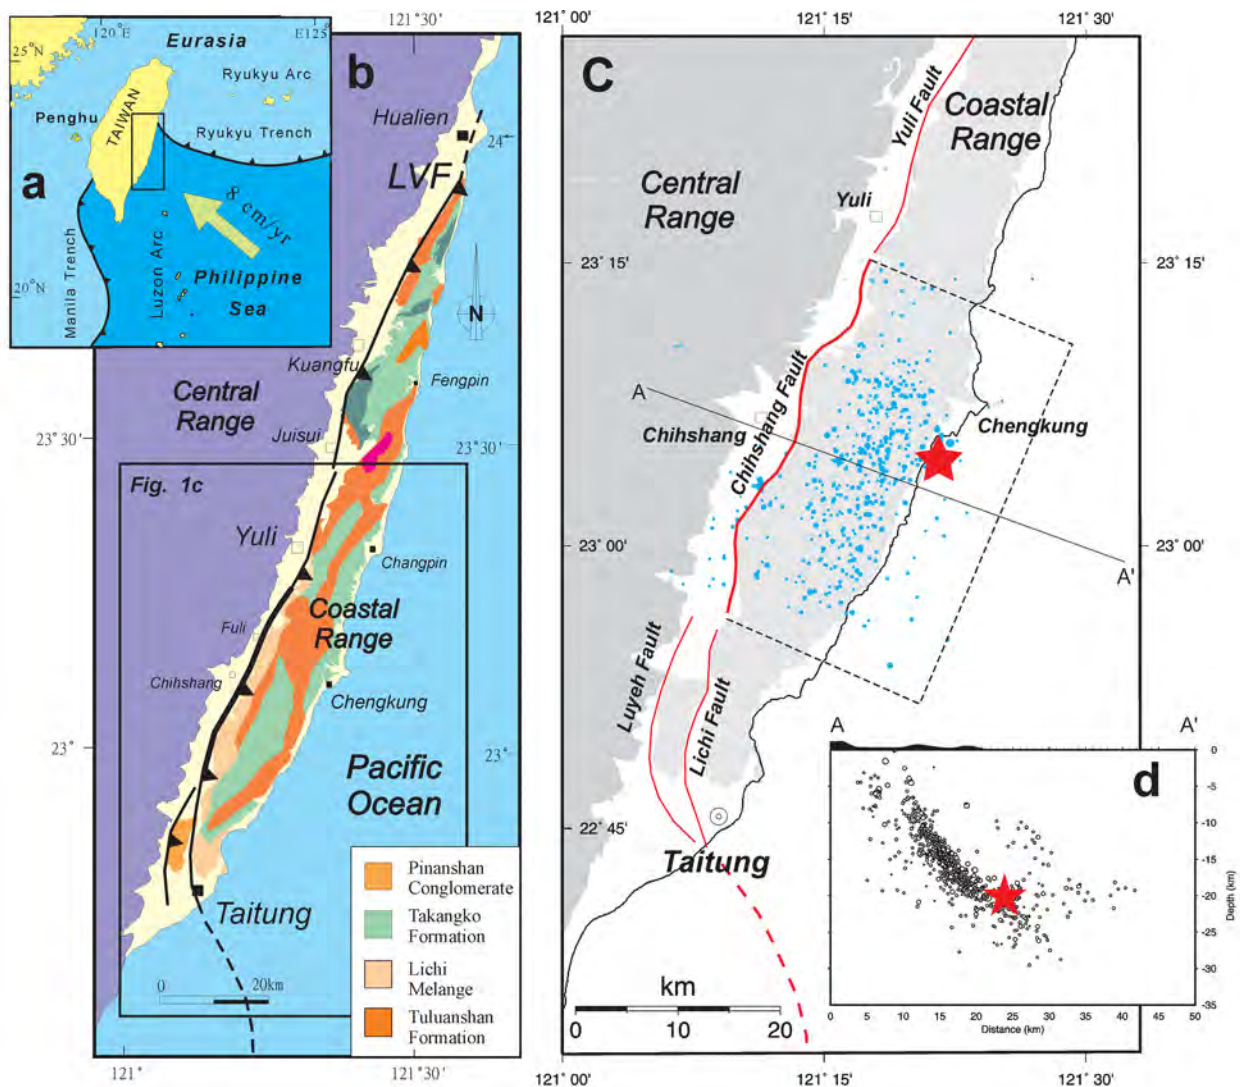 120°E
E125°
25°N
Eurasia
Ryukyu Arc
Penghu
TAIWAN
Ryukyu Trench
a
8 cm/yr
Manila Trench
Luzon Arc
20°N
Philippine
Sea
121°30'
b
Hualien
24°
LVF
N
Kuangfu
Fengpin
Central
Range
Juisui
23°30'
23°30'
Fig. 1c
Yuli
Changpin
Coastal
Range
Fuli
Chihshang
Chengkung
23°
23°
Pacific
Ocean
Taitung
0 20km
Pinanshan
Conglomerate
Takangko
Formation
Lichi
Melange
Tuluanshan
Formation
121°
121°30'
121°00'
121°15'
121°30'
C
Yuli Fault
Coastal
Range
Central
Range
Yuli
23°15'
23°15'
A
Chihshang
Chihshang Fault
Chengkung
23°00'
23°00'
A'
Luyeh Fault
Lichi Fault
22°45'
Taitung
km
0 10 20
121°00'
121°15'
121°30'
A
A'
d
0
-5
-10
-15
-20
-25
-30
-35
Depth (km)
0 5 10 15 20 25 30 35 40 45 50
Distance (km)